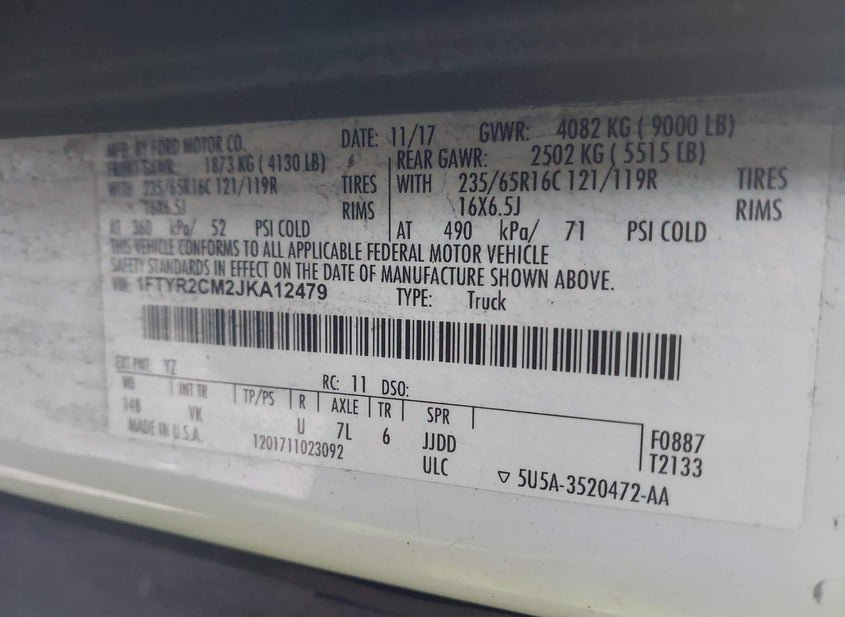 MFD. BY FORD MOTOR CO. DATE: 11/17 GVWR: 4082 KG ( 9000 LB)
FRONT GAWR: 1873 KG ( 4130 LB) REAR GAWR: 2502 KG ( 5515 LB)
WITH 235/65R16C 121/119R TIRES WITH 235/65R16C 121/119R TIRES
16X6.5J RIMS 16X6.5J RIMS
AT 360 kPa/ 52 PSI COLD AT 490 kPa/ 71 PSI COLD
THIS VEHICLE CONFORMS TO ALL APPLICABLE FEDERAL MOTOR VEHICLE
SAFETY STANDARDS IN EFFECT ON THE DATE OF MANUFACTURE SHOWN ABOVE.
VIN: 1FTYR2CM2JKA12479 TYPE: Truck
EXT PNT: YZ RC: 11 DSO:
WB INT TR TP/PS R AXLE TR SPR
148 VK U 7L 6 JJDD F0887
MADE IN U.S.A. 1201711023092 ULC T2133
▽ 5U5A-3520472-AA